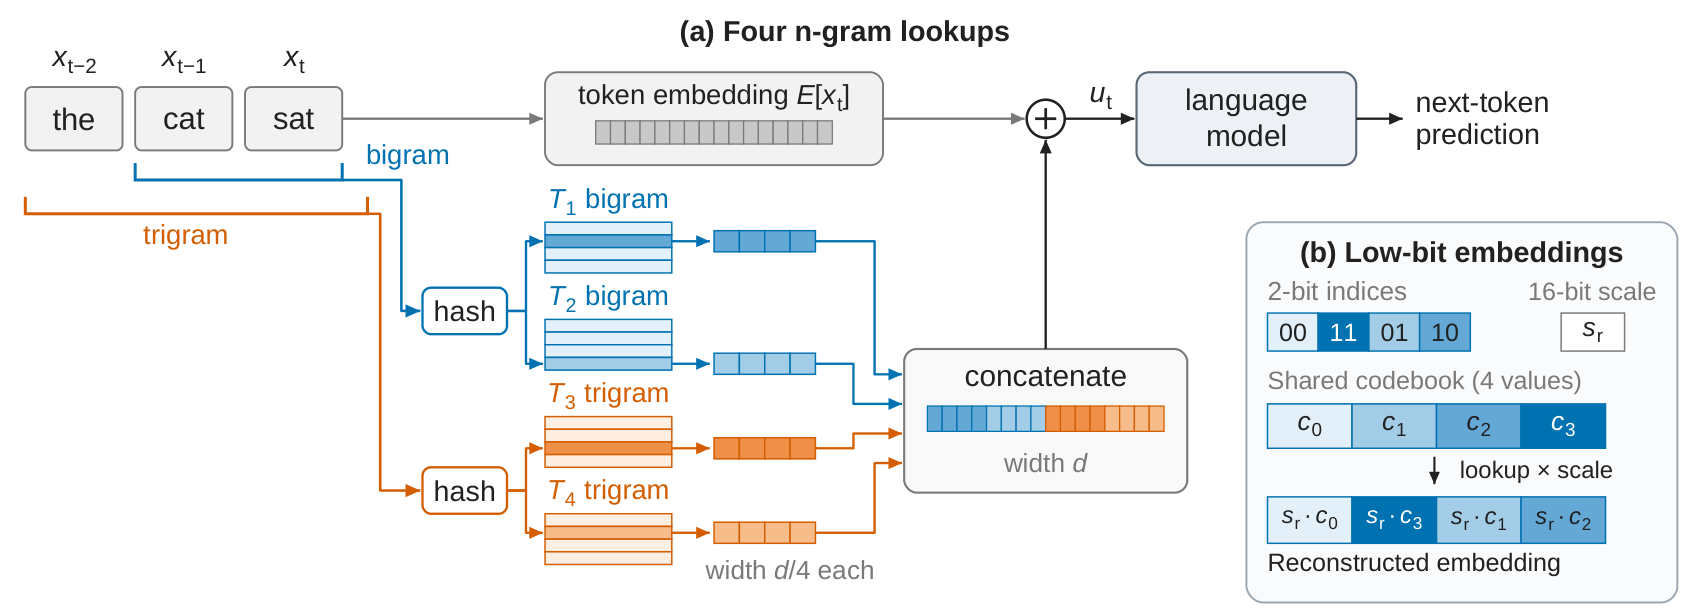 (a) Four n-gram lookups
xt−2 xt−1 xt
the cat sat
bigram
trigram
token embedding E[xt]
+
ut
language
model
next-token
prediction
hash
hash
T1 bigram
T2 bigram
T3 trigram
T4 trigram
width d/4 each
concatenate
width d
(b) Low-bit embeddings
2-bit indices 16-bit scale
00 11 01 10 sr
Shared codebook (4 values)
c0 c1 c2 c3
lookup × scale
sr · c0 sr · c3 sr · c1 sr · c2
Reconstructed embedding